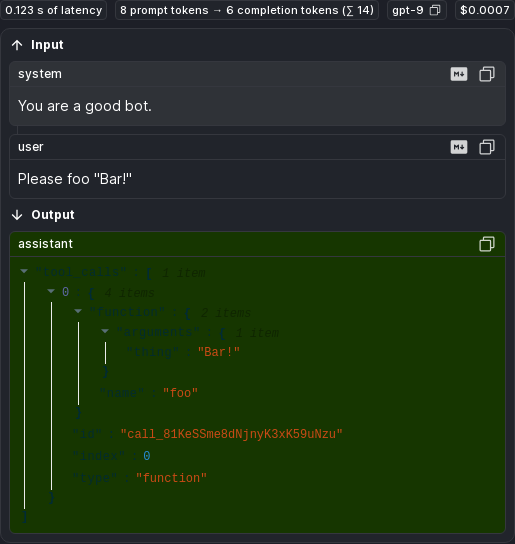 0.123 s of latency 8 prompt tokens → 6 completion tokens (∑ 14) gpt-9 $0.0007
Input
system
You are a good bot.
user
Please foo "Bar!"
Output
assistant
"tool_calls" : [ 1 item
0 : { 4 items
"function" : { 2 items
"arguments" : { 1 item
"thing" : "Bar!"
}
"name" : "foo"
}
"id" : "call_81KeSSme8dNjnyK3xK59uNzu"
"index" : 0
"type" : "function"
}
]